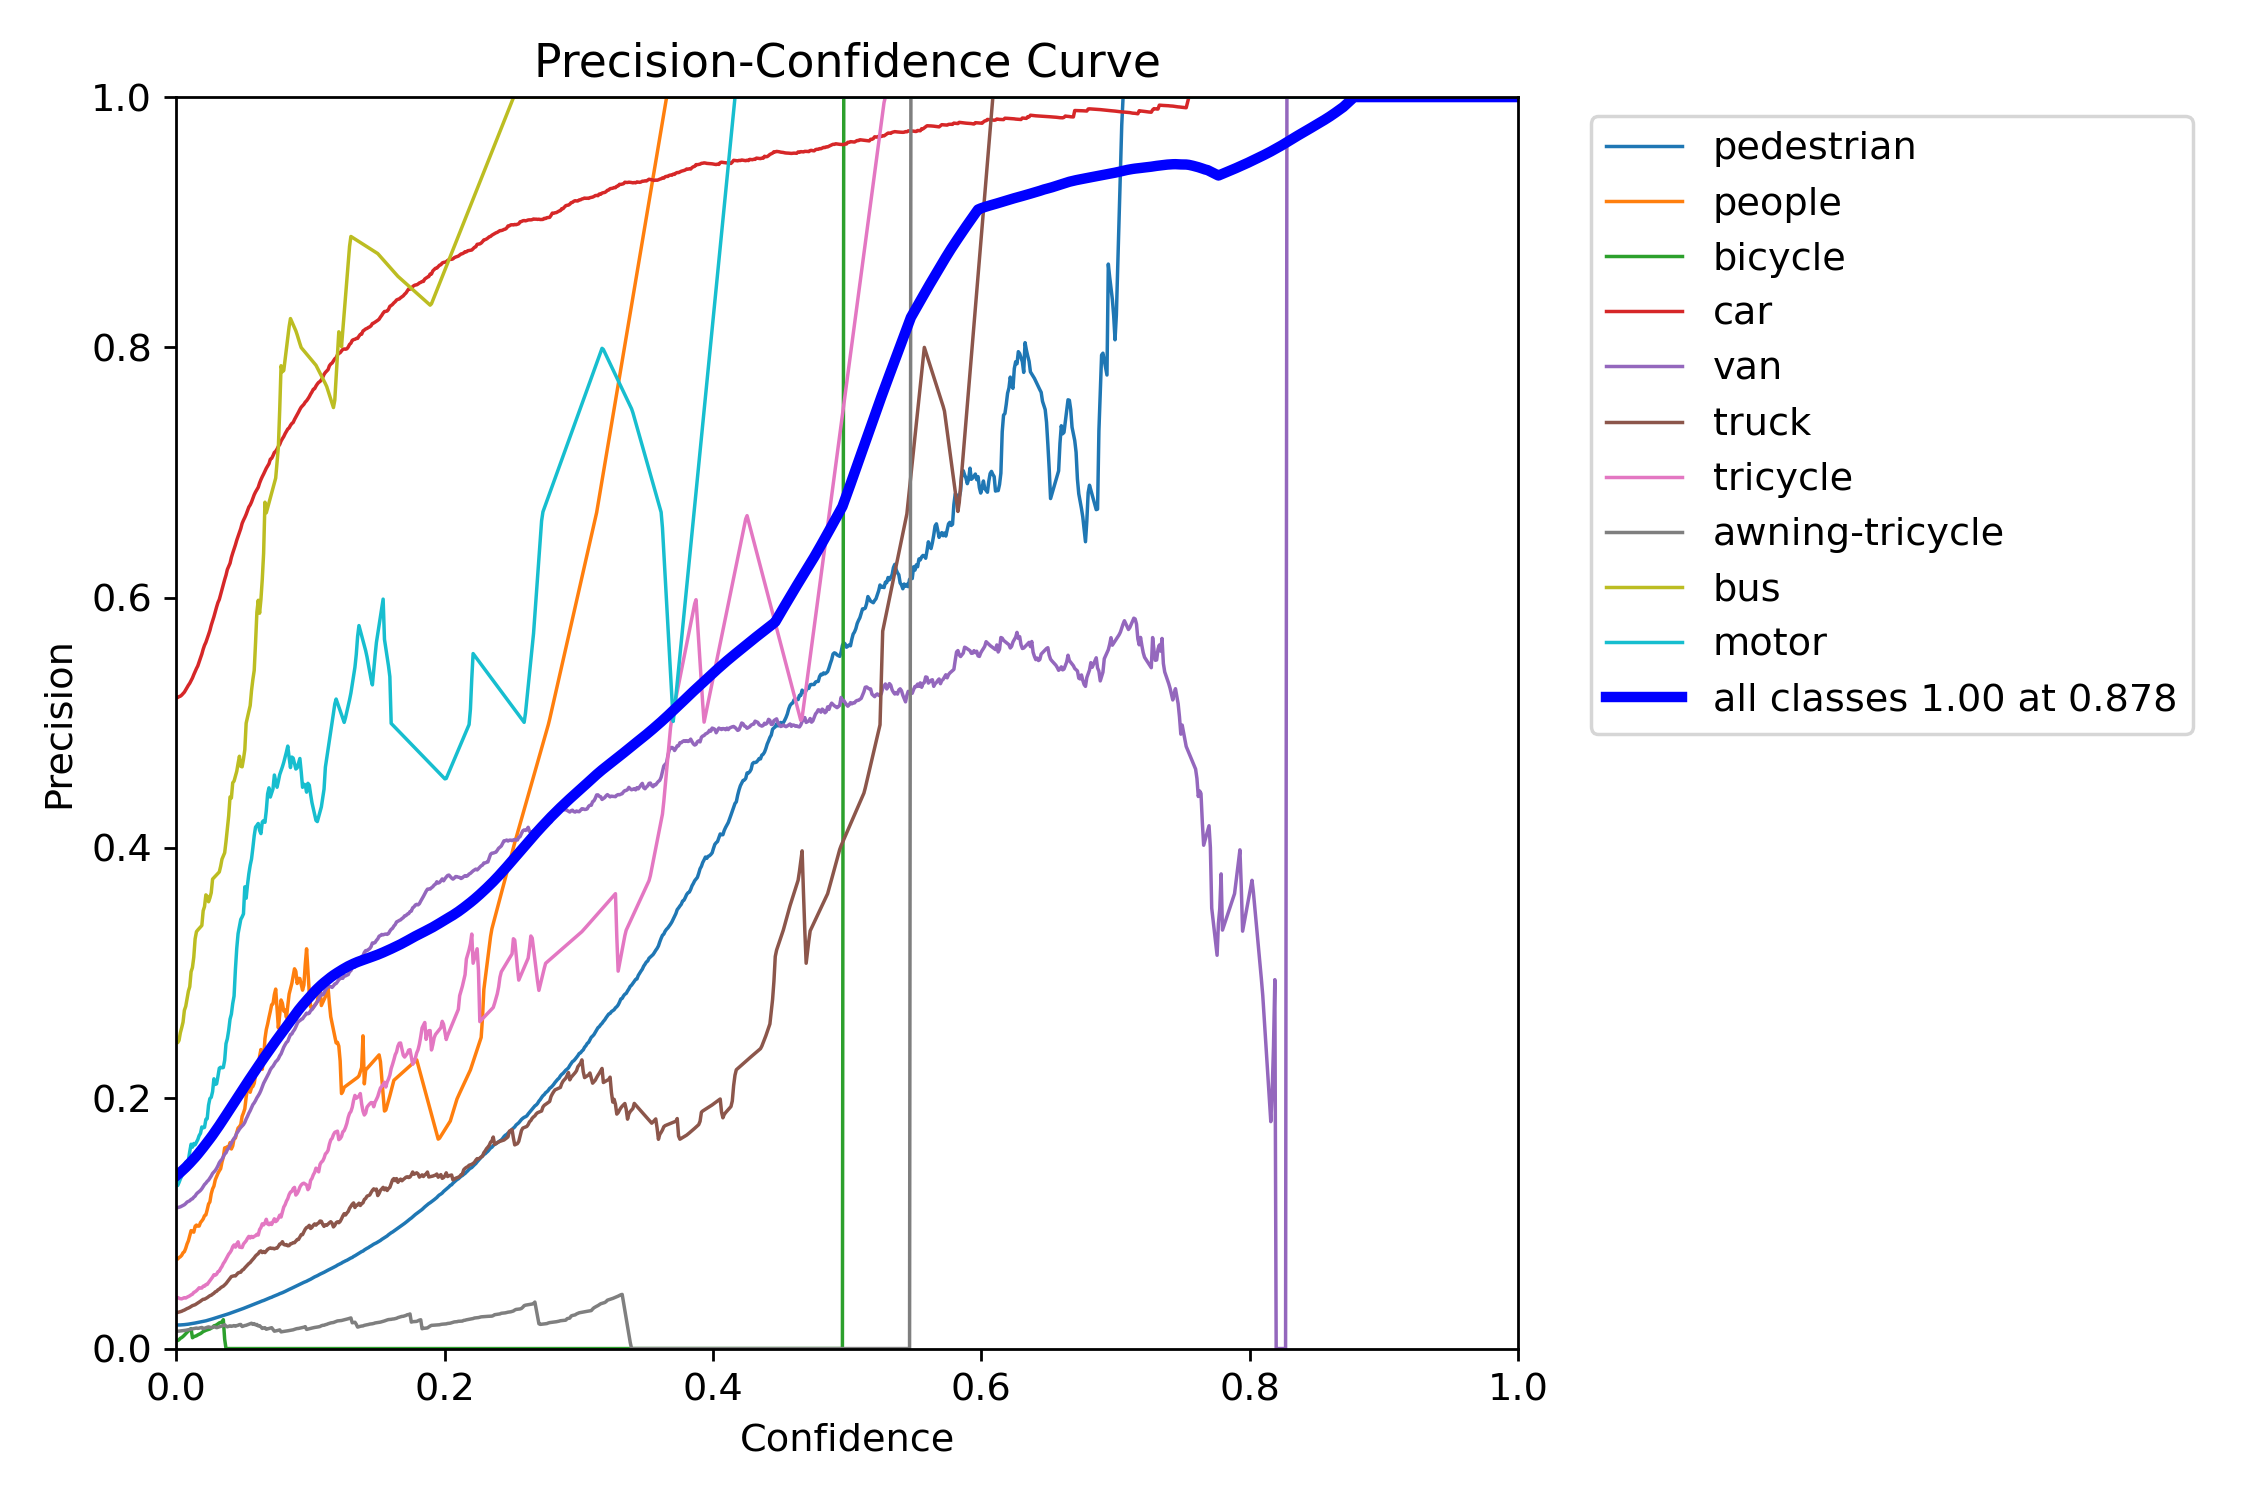 Precision-Confidence Curve
1.0
0.8
0.6
0.4
0.2
0.0
Precision
0.0 0.2 0.4 0.6 0.8 1.0
Confidence
pedestrian
people
bicycle
car
van
truck
tricycle
awning-tricycle
bus
motor
all classes 1.00 at 0.878